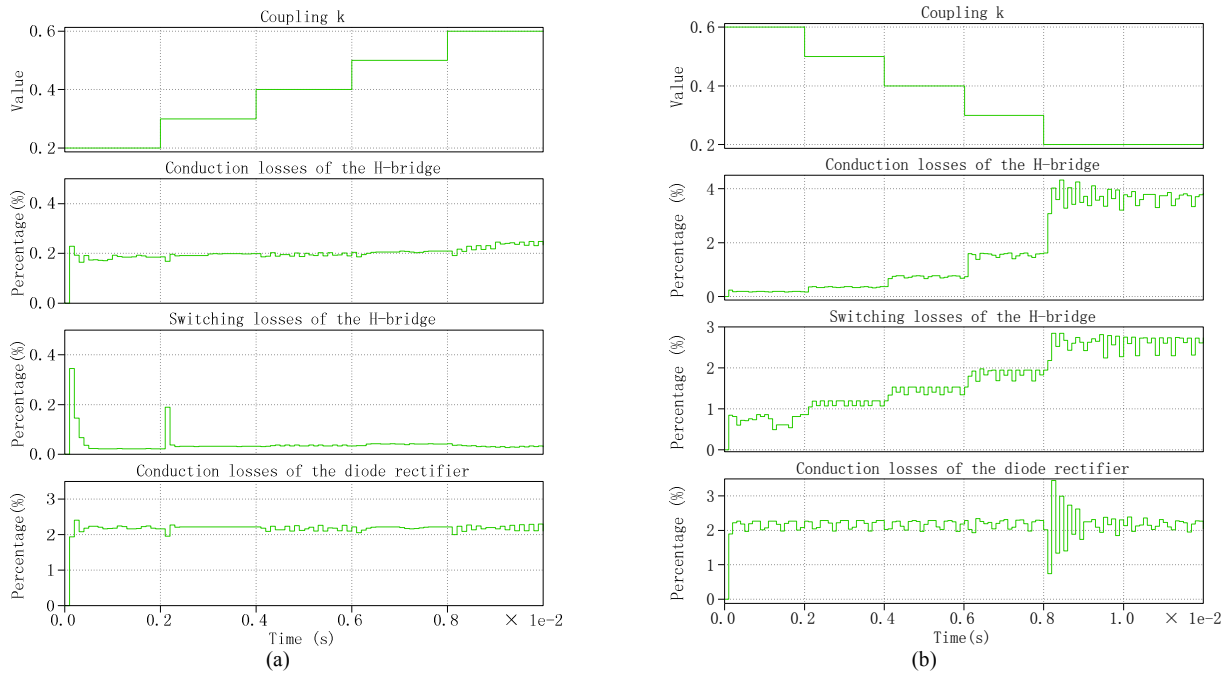 Coupling k
0.6
0.4
0.2
Value
Conduction losses of the H-bridge
0.4
0.2
0.0
Percentage(%)
Switching losses of the H-bridge
0.4
0.2
0.0
Percentage(%)
Conduction losses of the diode rectifier
3
2
1
0
Percentage(%)
0.0 0.2 0.4 0.6 0.8 × 1e-2
Time (s)
(a)
Coupling k
0.6
0.4
0.2
Value
Conduction losses of the H-bridge
4
2
0
Percentage (%)
Switching losses of the H-bridge
3
2
1
0
Percentage (%)
Conduction losses of the diode rectifier
3
2
1
0
Percentage (%)
0.0 0.2 0.4 0.6 0.8 1.0 × 1e-2
Time(s)
(b)